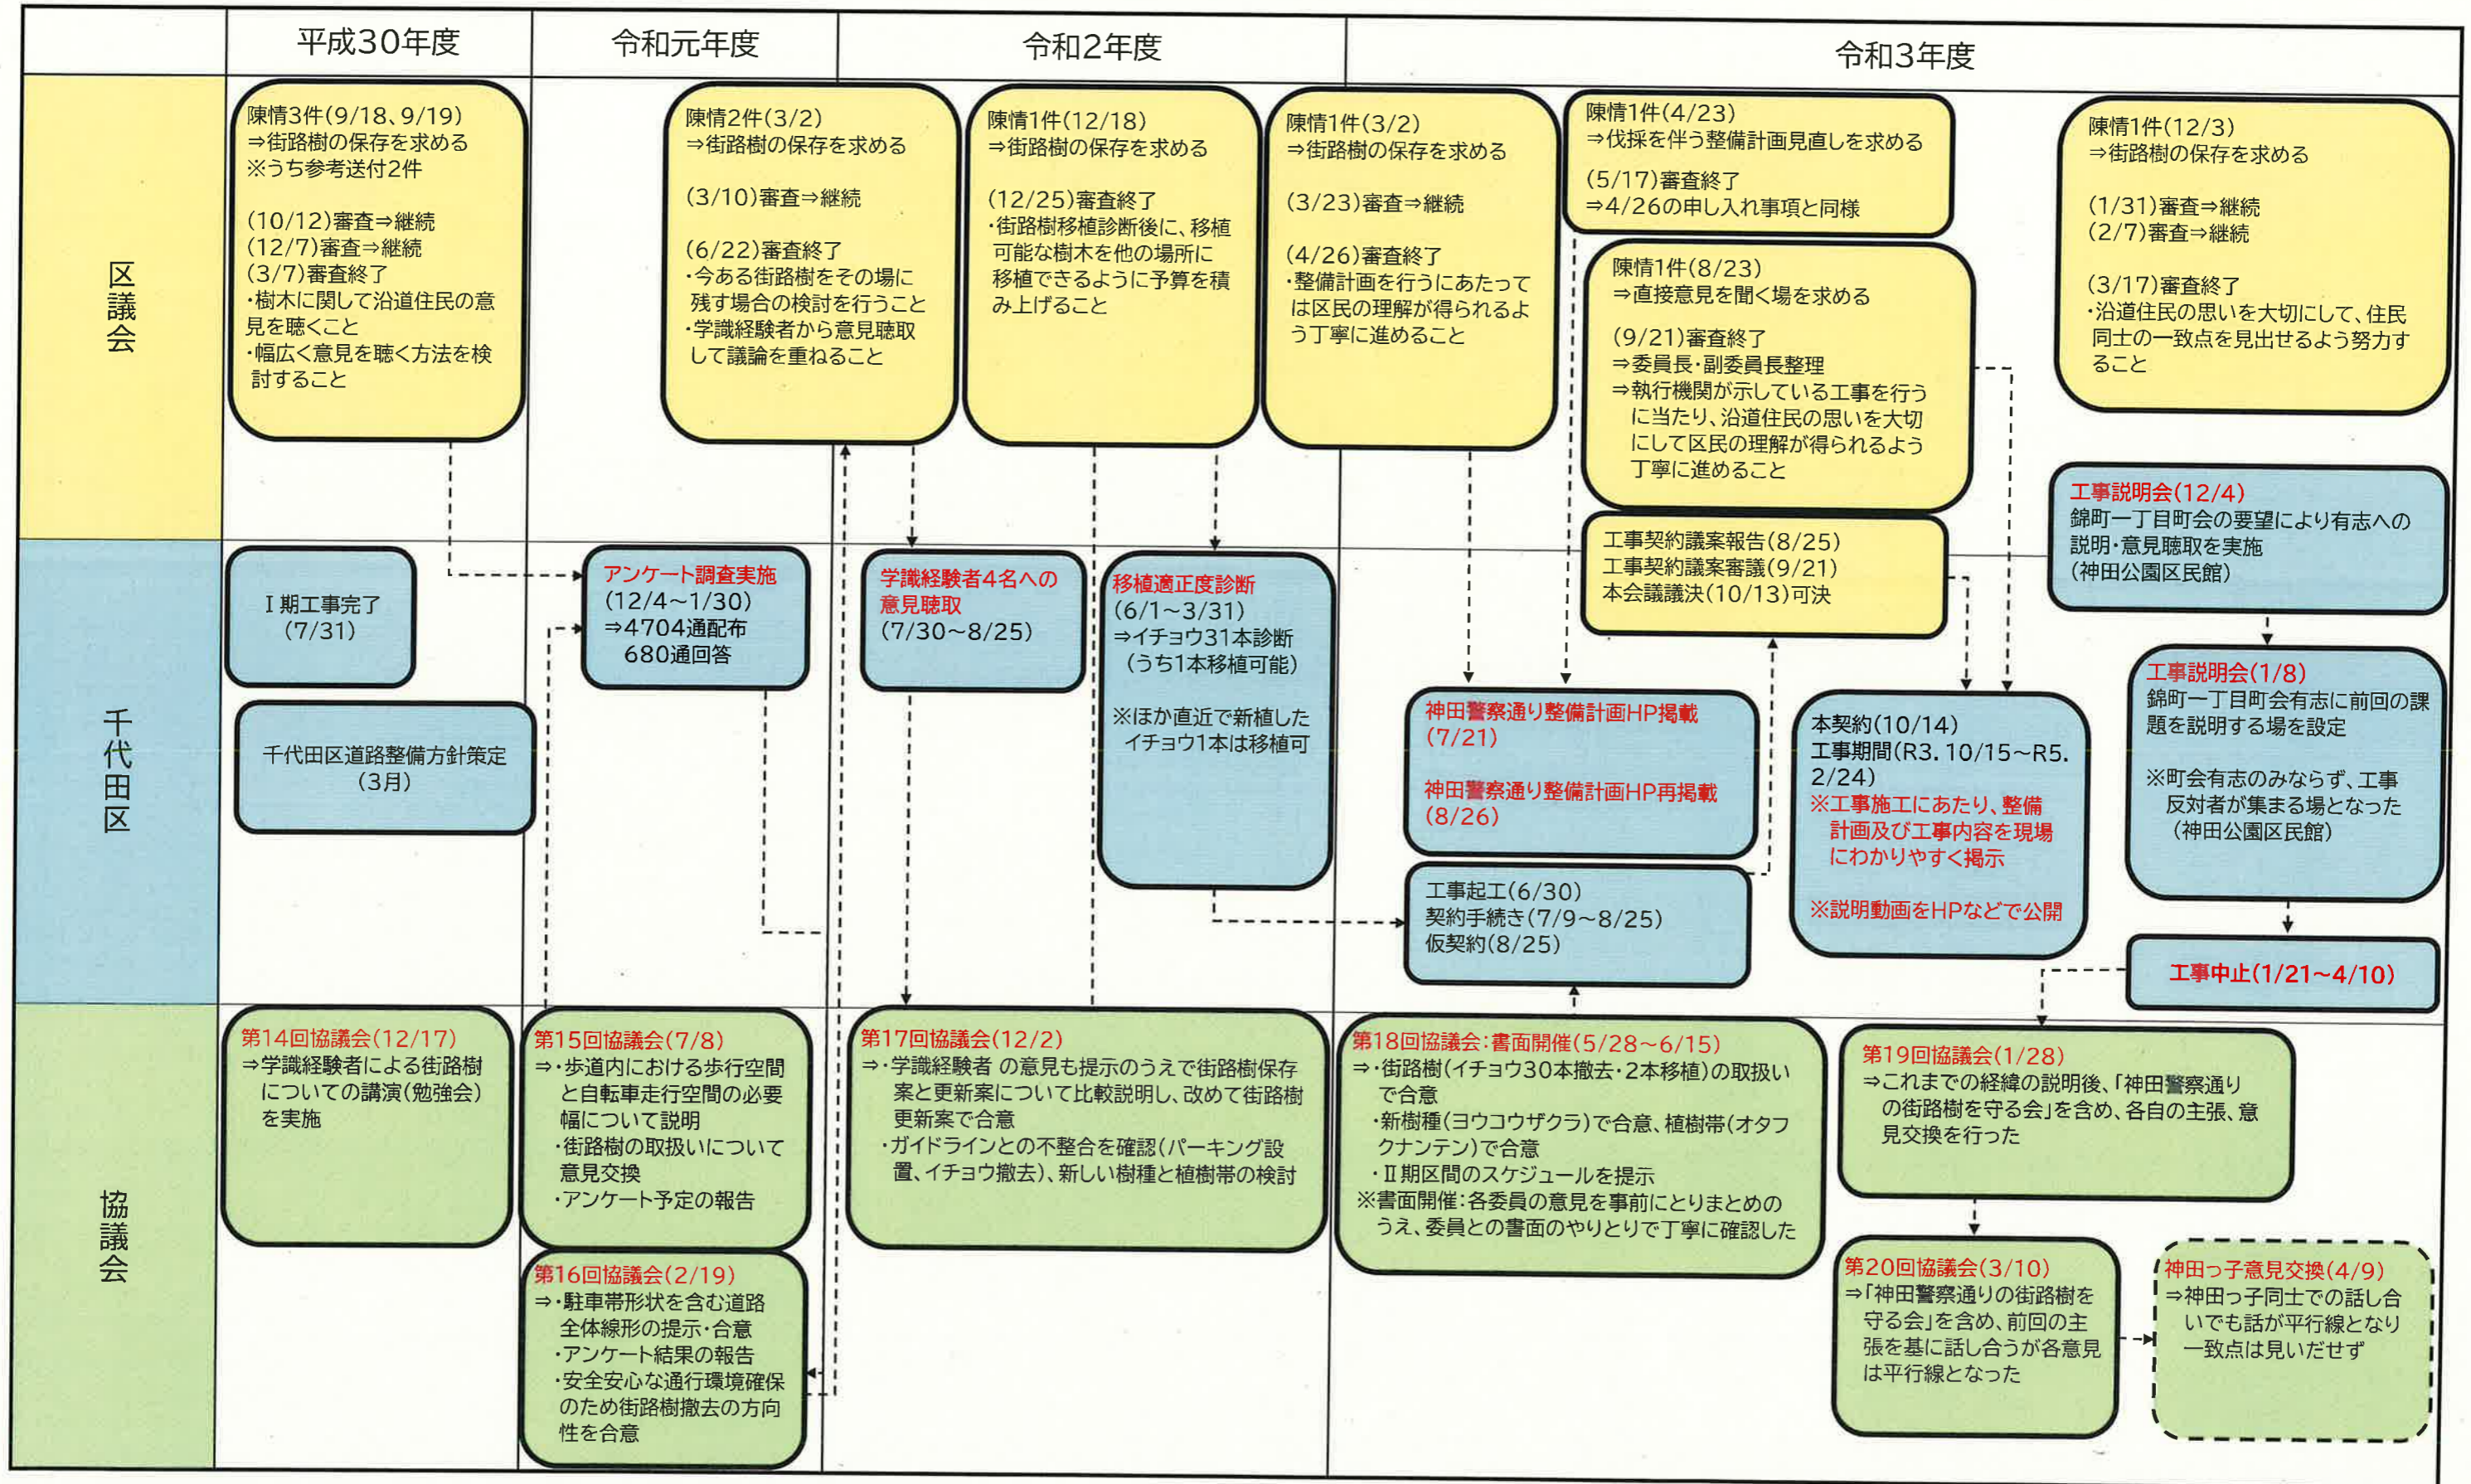 平成30年度
令和元年度
令和2年度
令和3年度
区議会
陳情3件(9/18、9/19)
⇒街路樹の保存を求める
※うち参考送付2件
(10/12)審査⇒継続
(12/7)審査⇒継続
(3/7)審査終了
・樹木に関して沿道住民の意
見を聴くこと
・幅広く意見を聴く方法を検
討すること
陳情2件(3/2)
⇒街路樹の保存を求める
(3/10)審査⇒継続
(6/22)審査終了
・今ある街路樹をその場に
残す場合の検討を行うこと
・学識経験者から意見聴取
して議論を重ねること
陳情1件(12/18)
⇒街路樹の保存を求める
(12/25)審査終了
・街路樹移植診断後に、移植
可能な樹木を他の場所に
移植できるように予算を積
み上げること
陳情1件(3/2)
⇒街路樹の保存を求める
(3/23)審査⇒継続
(4/26)審査終了
・整備計画を行うにあたって
は区民の理解が得られるよ
う丁寧に進めること
陳情1件(4/23)
⇒伐採を伴う整備計画見直しを求める
(5/17)審査終了
⇒4/26の申し入れ事項と同様
陳情1件(8/23)
⇒直接意見を聞く場を求める
(9/21)審査終了
⇒委員長・副委員長整理
⇒執行機関が示している工事を行う
に当たり、沿道住民の思いを大切
にして区民の理解が得られるよう
丁寧に進めること
工事契約議案報告(8/25)
工事契約議案審議(9/21)
本会議議決(10/13)可決
陳情1件(12/3)
⇒街路樹の保存を求める
(1/31)審査⇒継続
(2/7)審査⇒継続
(3/17)審査終了
・沿道住民の思いを大切にして、住民
同士の一致点を見出せるよう努力す
ること
千代田区
Ⅰ期工事完了
(7/31)
千代田区道路整備方針策定
(3月)
アンケート調査実施
(12/4～1/30)
⇒4704通配布
680通回答
学識経験者4名への
意見聴取
(7/30～8/25)
移植適正度診断
(6/1～3/31)
⇒イチョウ31本診断
(うち1本移植可能)
※ほか直近で新植した
イチョウ1本は移植可
神田警察通り整備計画HP掲載
(7/21)
神田警察通り整備計画HP再掲載
(8/26)
工事起工(6/30)
契約手続き(7/9～8/25)
仮契約(8/25)
本契約(10/14)
工事期間(R3.10/15～R5.
2/24)
※工事施工にあたり、整備
計画及び工事内容を現場
にわかりやすく掲示
※説明動画をHPなどで公開
工事説明会(12/4)
錦町一丁目町会の要望により有志への
説明・意見聴取を実施
(神田公園区民館)
工事説明会(1/8)
錦町一丁目町会有志に前回の課
題を説明する場を設定
※町会有志のみならず、工事
反対者が集まる場となった
(神田公園区民館)
工事中止(1/21～4/10)
協議会
第14回協議会(12/17)
⇒学識経験者による街路樹
についての講演(勉強会)
を実施
第15回協議会(7/8)
⇒・歩道内における歩行空間
と自転車走行空間の必要
幅について説明
・街路樹の取扱いについて
意見交換
・アンケート予定の報告
第16回協議会(2/19)
⇒・駐車帯形状を含む道路
全体線形の提示・合意
・アンケート結果の報告
・安全安心な通行環境確保
のため街路樹撤去の方向
性を合意
第17回協議会(12/2)
⇒・学識経験者 の意見も提示のうえで街路樹保存
案と更新案について比較説明し、改めて街路樹
更新案で合意
・ガイドラインとの不整合を確認(パーキング設
置、イチョウ撤去)、新しい樹種と植樹帯の検討
第18回協議会:書面開催(5/28～6/15)
⇒・街路樹(イチョウ30本撤去・2本移植)の取扱い
で合意
・新樹種(ヨウコウザクラ)で合意、植樹帯(オタフ
クナンテン)で合意
・Ⅱ期区間のスケジュールを提示
※書面開催:各委員の意見を事前にとりまとめの
うえ、委員との書面のやりとりで丁寧に確認した
第19回協議会(1/28)
⇒これまでの経緯の説明後、「神田警察通り
の街路樹を守る会」を含め、各自の主張、意
見交換を行った
第20回協議会(3/10)
⇒「神田警察通りの街路樹を
守る会」を含め、前回の主
張を基に話し合うが各意見
は平行線となった
神田っ子意見交換(4/9)
⇒神田っ子同士での話し合
いでも話が平行線となり
一致点は見いだせず